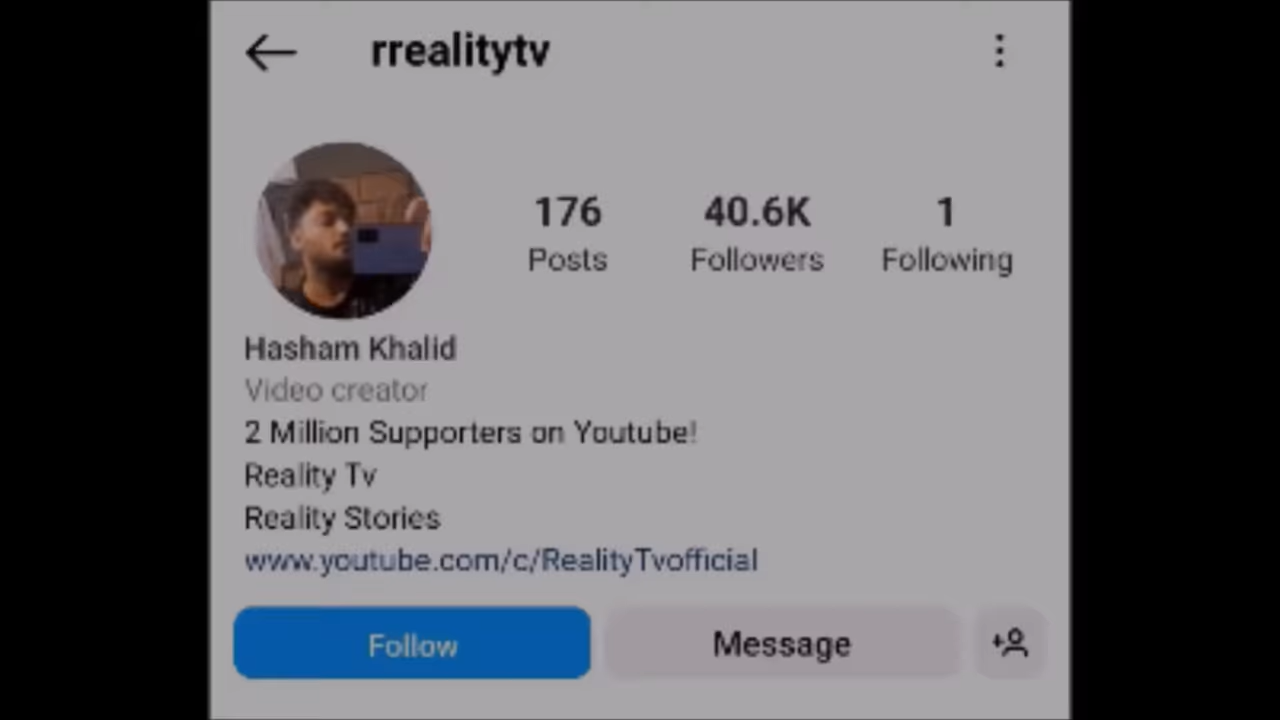 rrealitytv
176 40.6K 1
Posts Followers Following
Hasham Khalid
Video creator
2 Million Supporters on Youtube!
Reality Tv
Reality Stories
www.youtube.com/c/RealityTvofficial
Follow Message